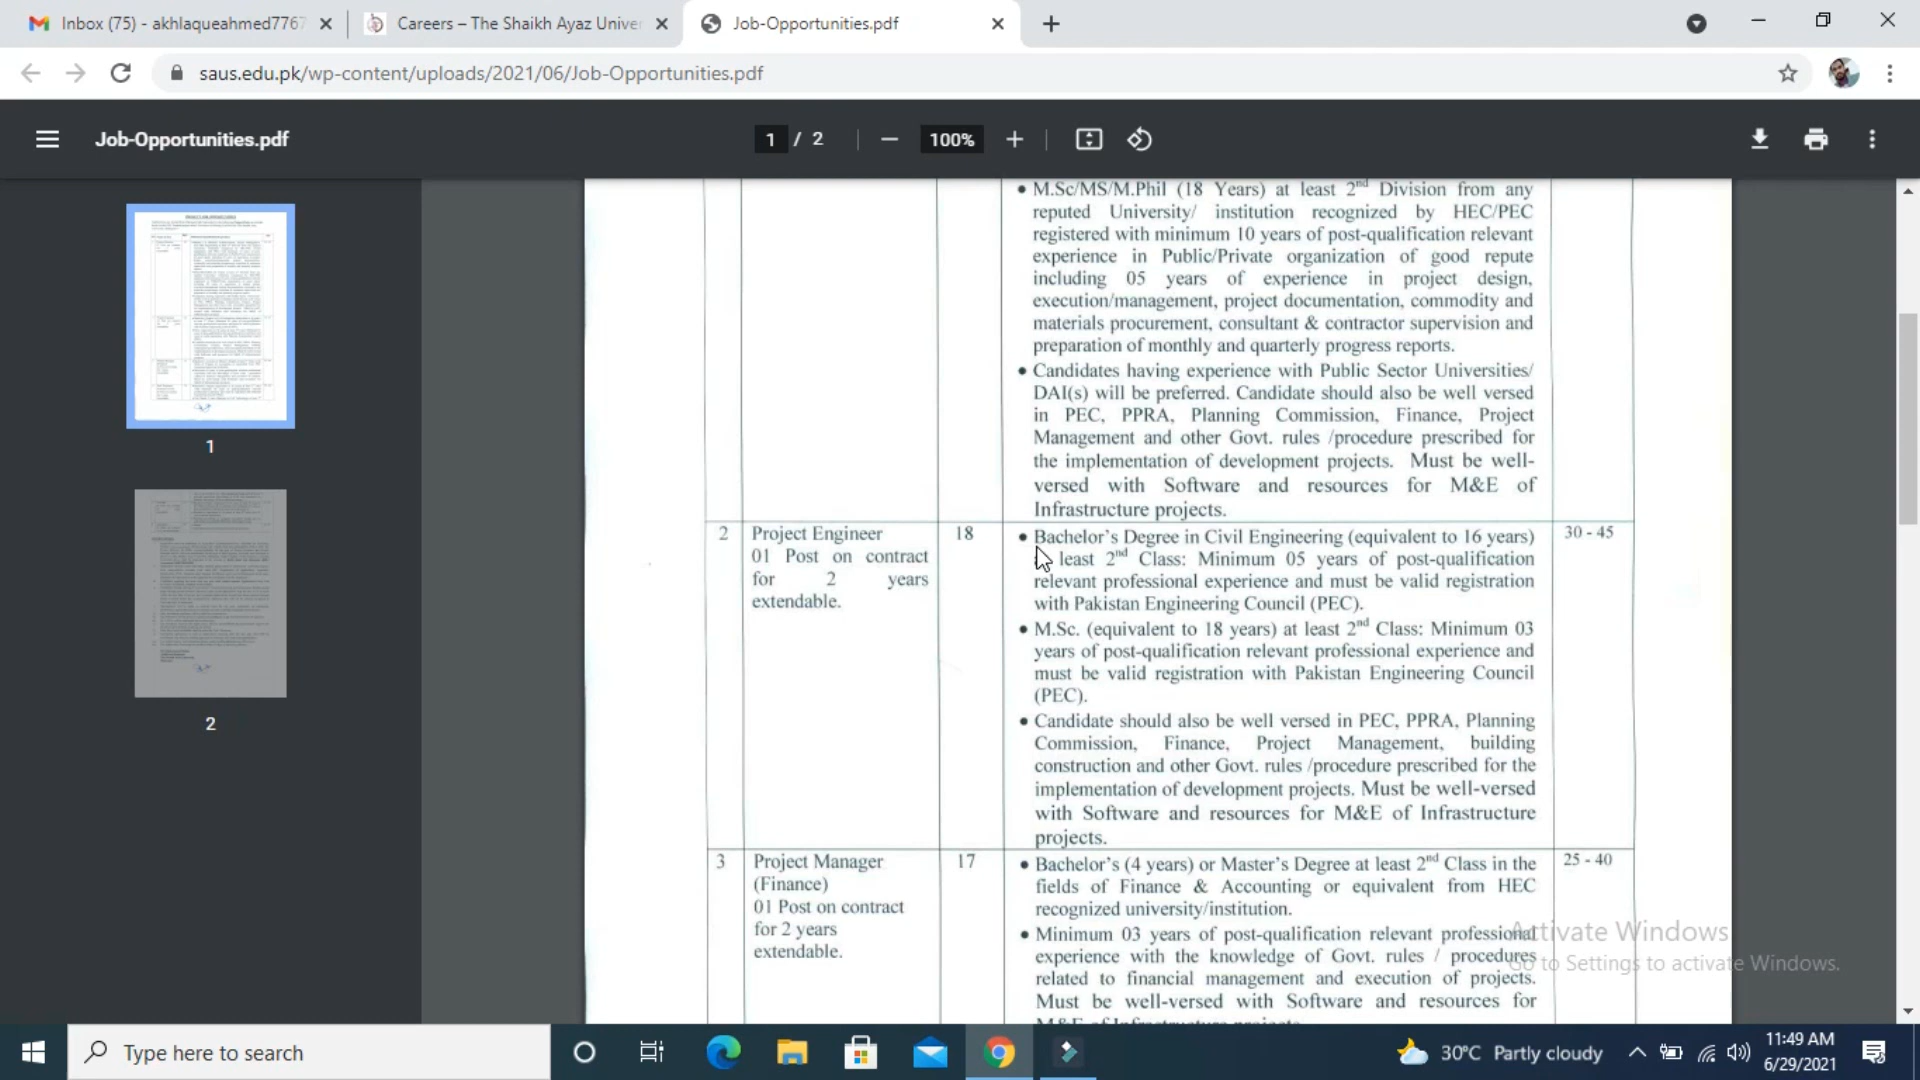 Inbox (75) - akhlaqueahmed7767
Careers – The Shaikh Ayaz Univer
Job-Opportunities.pdf
saus.edu.pk/wp-content/uploads/2021/06/Job-Opportunities.pdf
Job-Opportunities.pdf
1 / 2
100%
1
2
• M.Sc/MS/M.Phil (18 Years) at least 2nd Division from any
reputed University/ institution recognized by HEC/PEC
registered with minimum 10 years of post-qualification relevant
experience in Public/Private organization of good repute
including 05 years of experience in project design,
execution/management, project documentation, commodity and
materials procurement, consultant & contractor supervision and
preparation of monthly and quarterly progress reports.
• Candidates having experience with Public Sector Universities/
DAI(s) will be preferred. Candidate should also be well versed
in PEC, PPRA, Planning Commission, Finance, Project
Management and other Govt. rules /procedure prescribed for
the implementation of development projects. Must be well-
versed with Software and resources for M&E of
Infrastructure projects.
2
Project Engineer
01 Post on contract
for 2 years
extendable.
18
• Bachelor's Degree in Civil Engineering (equivalent to 16 years)
least 2nd Class: Minimum 05 years of post-qualification
relevant professional experience and must be valid registration
with Pakistan Engineering Council (PEC).
• M.Sc. (equivalent to 18 years) at least 2nd Class: Minimum 03
years of post-qualification relevant professional experience and
must be valid registration with Pakistan Engineering Council
(PEC).
• Candidate should also be well versed in PEC, PPRA, Planning
Commission, Finance, Project Management, building
construction and other Govt. rules /procedure prescribed for the
implementation of development projects. Must be well-versed
with Software and resources for M&E of Infrastructure
projects.
30 - 45
3
Project Manager
(Finance)
01 Post on contract
for 2 years
extendable.
17
• Bachelor's (4 years) or Master's Degree at least 2nd Class in the
fields of Finance & Accounting or equivalent from HEC
recognized university/institution.
• Minimum 03 years of post-qualification relevant professional
experience with the knowledge of Govt. rules / procedures
related to financial management and execution of projects.
Must be well-versed with Software and resources for
M&E of Infrastructure projects.
25 - 40
Activate Windows
Go to Settings to activate Windows.
Type here to search
30°C Partly cloudy
11:49 AM
6/29/2021